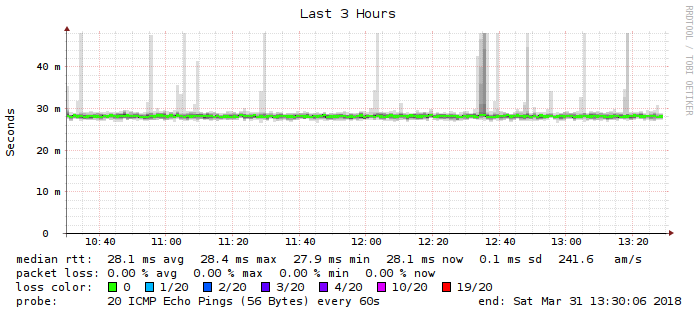 Last 3 Hours
RRDTOOL / TOBI OETIKER
Seconds
40 m
30 m
20 m
10 m
0
10:40 11:00 11:20 11:40 12:00 12:20 12:40 13:00 13:20
median rtt: 28.1 ms avg 28.4 ms max 27.9 ms min 28.1 ms now 0.1 ms sd 241.6 am/s
packet loss: 0.00 % avg 0.00 % max 0.00 % min 0.00 % now
loss color: 0 1/20 2/20 3/20 4/20 10/20 19/20
probe: 20 ICMP Echo Pings (56 Bytes) every 60s end: Sat Mar 31 13:30:06 2018